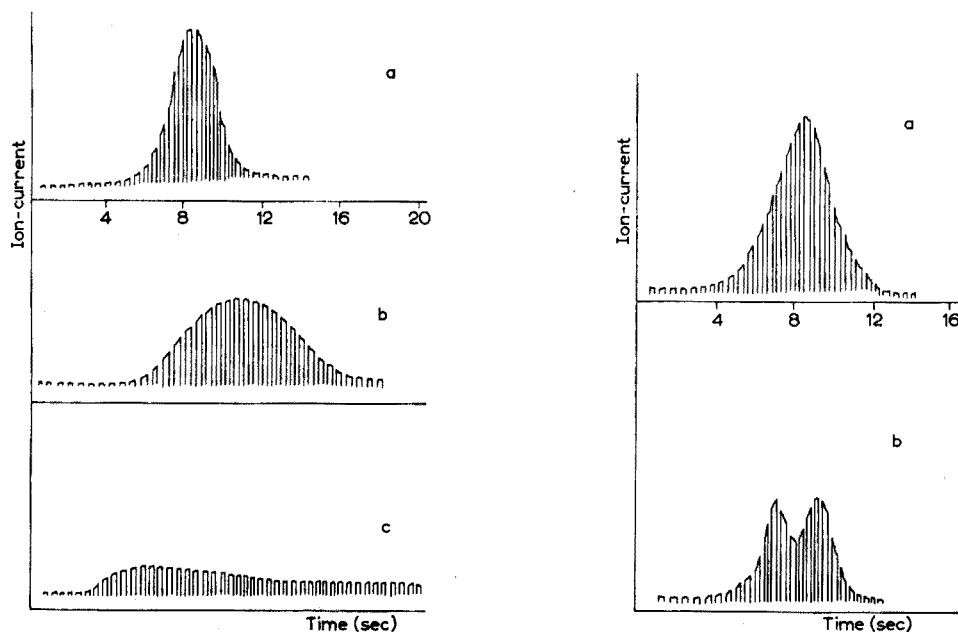 Ion-current
a
4 8 12 16 20
b
c
Time (sec)
Ion-current
a
4 8 12 16
b
Time (sec)